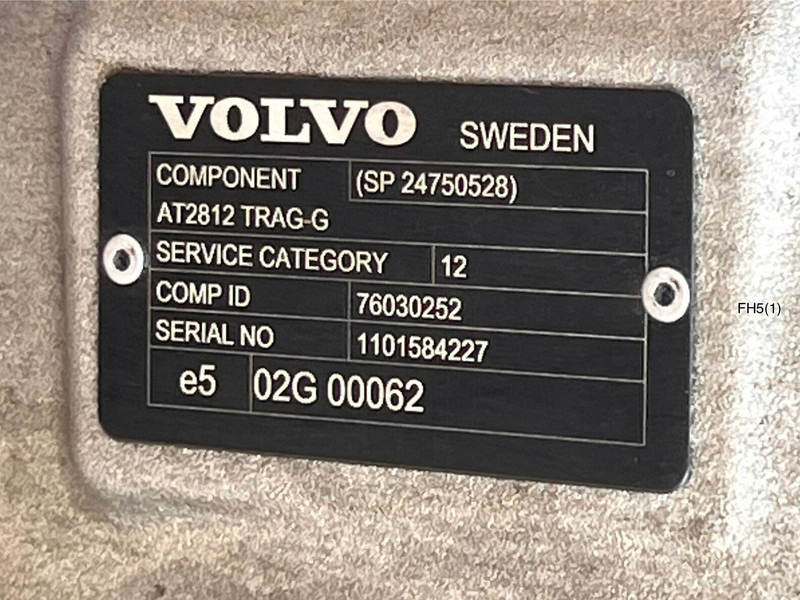 VOLVO SWEDEN
COMPONENT (SP 24750528)
AT2812 TRAG-G
SERVICE CATEGORY 12
COMP ID 76030252
SERIAL NO 1101584227
e5 02G 00062
FH5(1)